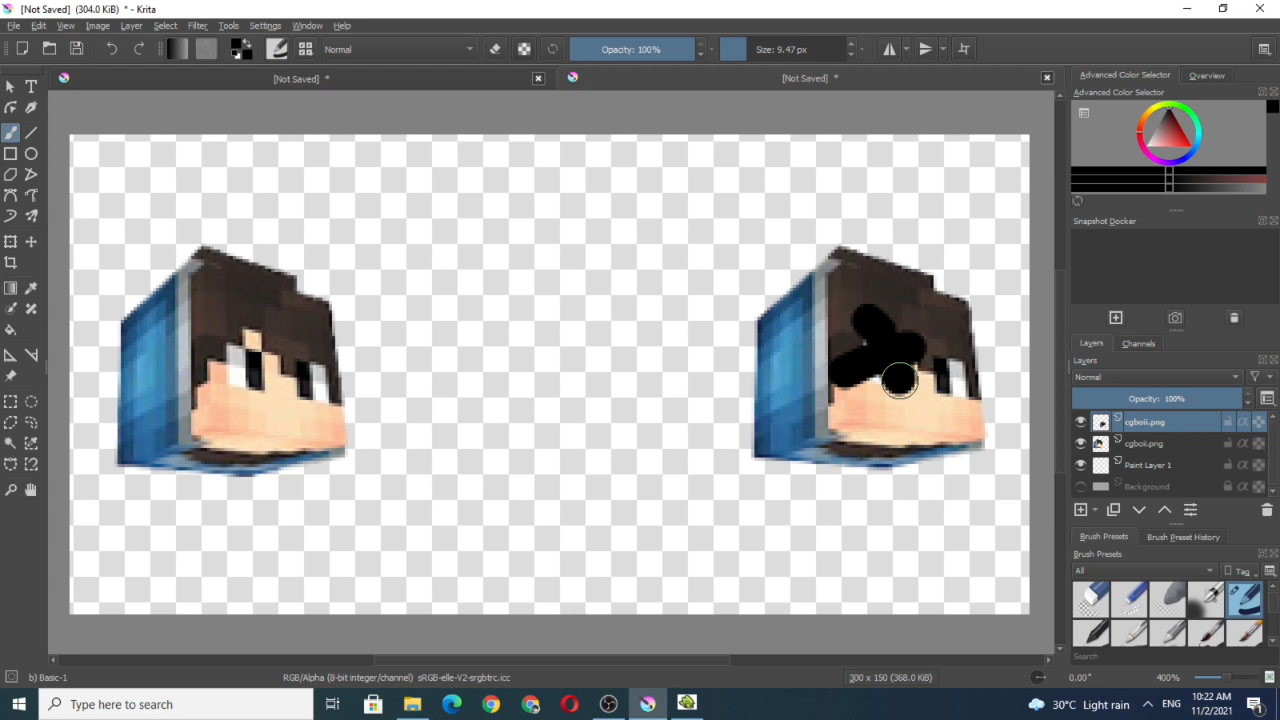 [Not Saved] (304.0 KiB) * - Krita
File Edit View Image Layer Select Filter Tools Settings Window Help
Normal Opacity: 100% Size: 9.47 px
[Not Saved] * [Not Saved] *
Advanced Color Selector Overview
Advanced Color Selector
Snapshot Docker
Layers Channels
Layers
Normal
Opacity: 100%
cgboii.png
cgboii.png
Paint Layer 1
Background
Brush Presets Brush Preset History
Brush Presets
All Tag
Search
b) Basic-1 RGB/Alpha (8-bit integer/channel) sRGB-elle-V2-srgbtrc.icc 300 x 150 (368.0 KiB) 0.00° 400%
Type here to search 30°C Light rain ENG 10:22 AM
11/2/2021